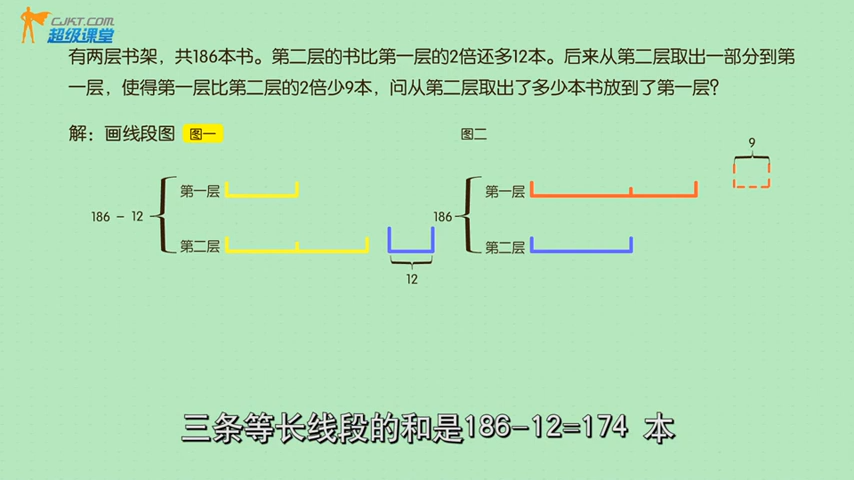 CJKT.COM
超级课堂
有两层书架，共186本书。第二层的书比第一层的2倍还多12本。后来从第二层取出一部分到第
一层，使得第一层比第二层的2倍少9本，问从第二层取出了多少本书放到了第一层？
解：画线段图 图一 图二
9
第一层 第一层
186 - 12 186
第二层 第二层
12
三条等长线段的和是186-12=174 本